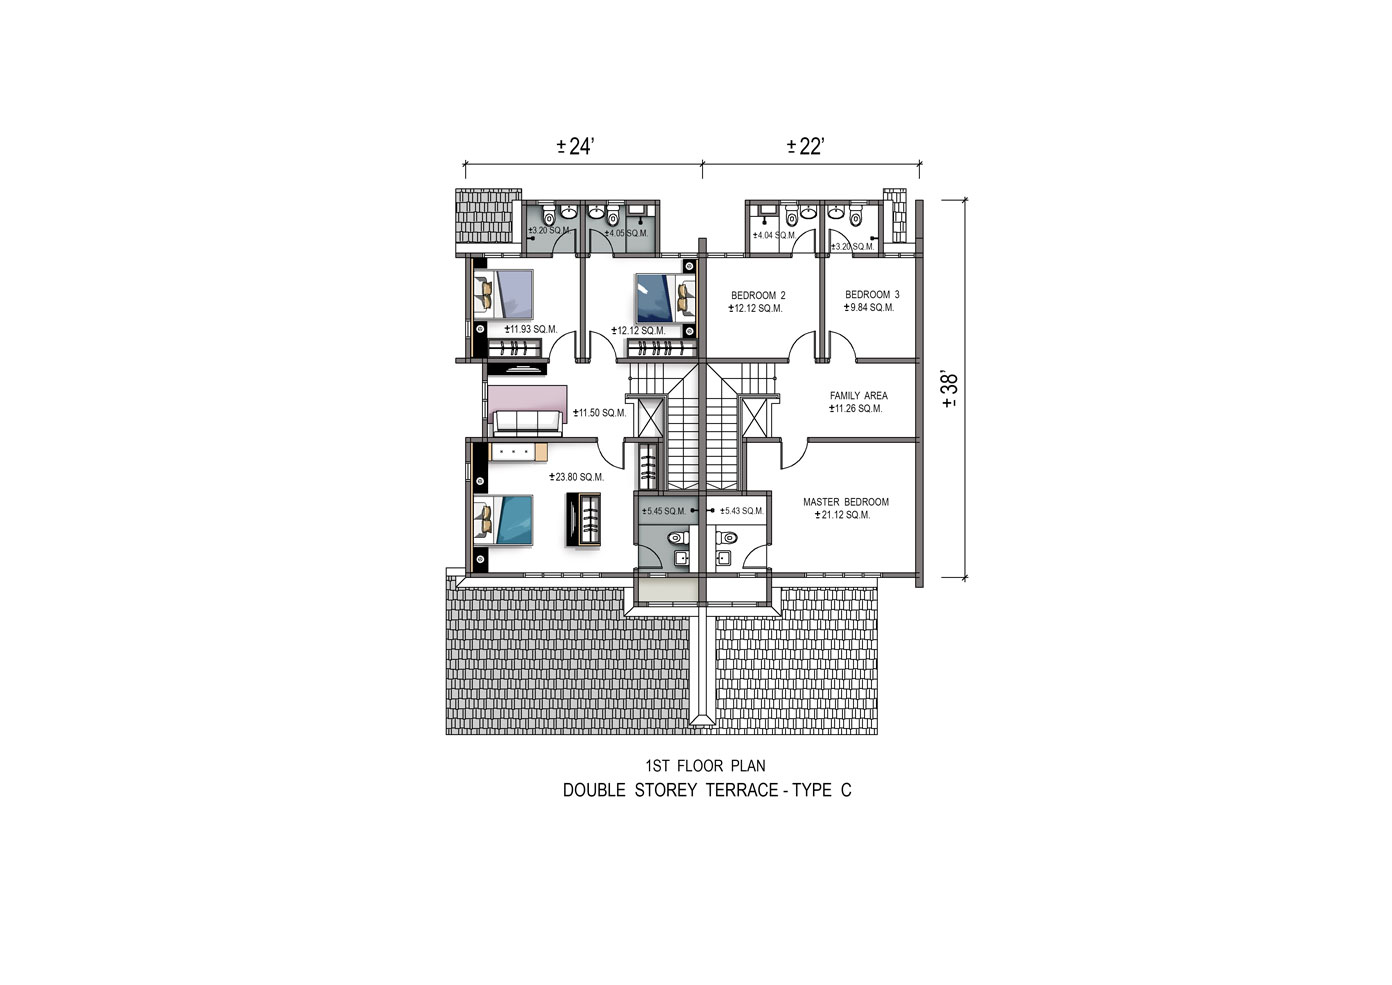 ± 24’
± 22’
±3.20 SQ.M.
±4.05 SQ.M.
±4.04 SQ.M.
±3.20 SQ.M.
BEDROOM 2
±12.12 SQ.M.
BEDROOM 3
±9.84 SQ.M.
±11.93 SQ.M.
±12.12 SQ.M.
± 38’
FAMILY AREA
±11.26 SQ.M.
±11.50 SQ.M.
±23.80 SQ.M.
MASTER BEDROOM
±21.12 SQ.M.
±5.45 SQ.M.
±5.43 SQ.M.
1ST FLOOR PLAN
DOUBLE STOREY TERRACE - TYPE C